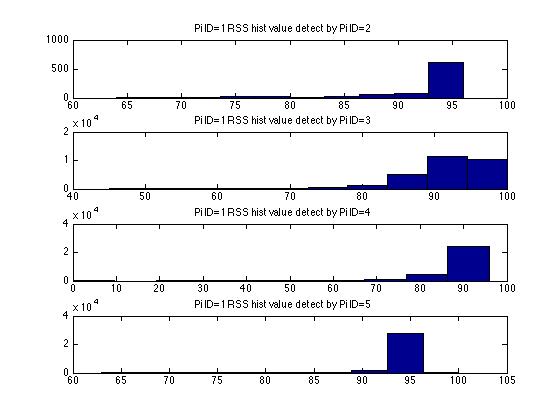 PiID=1 RSS hist value detect by PiID=2
1000
500
0
60 65 70 75 80 85 90 95 100
PiID=1 RSS hist value detect by PiID=3
x 10^4
2
1
0
40 50 60 70 80 90 100
PiID=1 RSS hist value detect by PiID=4
x 10^4
4
2
0
0 10 20 30 40 50 60 70 80 90 100
PiID=1 RSS hist value detect by PiID=5
x 10^4
4
2
0
60 65 70 75 80 85 90 95 100 105